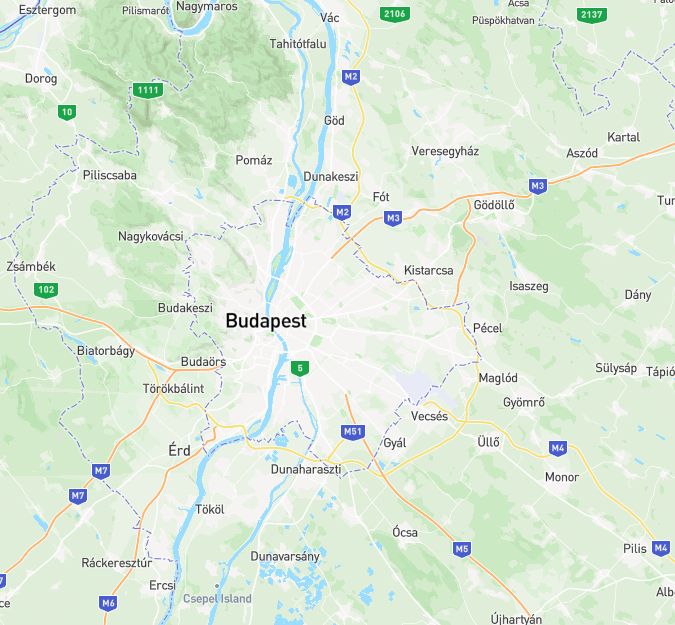 Esztergom
Pilismarót
Nagymaros
Vác
2106
Acsa
Püspökhatvan
2137
Tahitótfalu
Dorog
1111
M2
10
Göd
Kartal
Aszód
Pomáz
Veresegyház
Piliscsaba
Dunakeszi
M3
Fót
Gödöllő
M2
M3
Nagykovácsi
Zsámbék
Kistarcsa
102
Isaszeg
Dány
Budakeszi
Budapest
Pécel
Biatorbágy
Budaörs
5
Sülysáp
Törökbálint
Maglód
Gyömrő
Vecsés
M51
Gyál
Üllő
M4
Érd
M7
Dunaharaszti
Monor
M7
Tököl
Ócsa
M5
Pilis
M4
Dunavarsány
Ráckeresztúr
Ercsi
Csepel Island
M6
Újhartyán